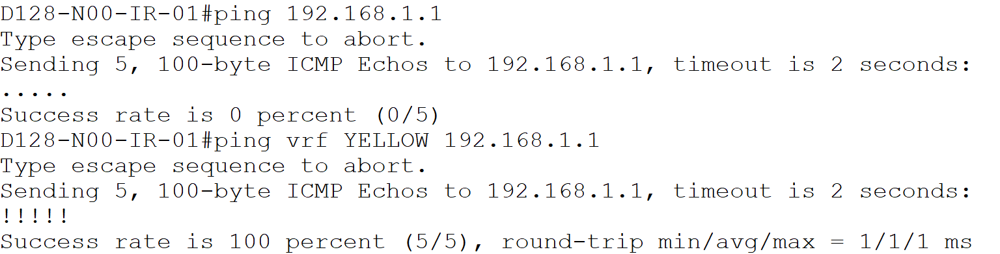 D128-N00-IR-01#ping 192.168.1.1
Type escape sequence to abort.
Sending 5, 100-byte ICMP Echos to 192.168.1.1, timeout is 2 seconds:
.....
Success rate is 0 percent (0/5)
D128-N00-IR-01#ping vrf YELLOW 192.168.1.1
Type escape sequence to abort.
Sending 5, 100-byte ICMP Echos to 192.168.1.1, timeout is 2 seconds:
!!!!!
Success rate is 100 percent (5/5), round-trip min/avg/max = 1/1/1 ms